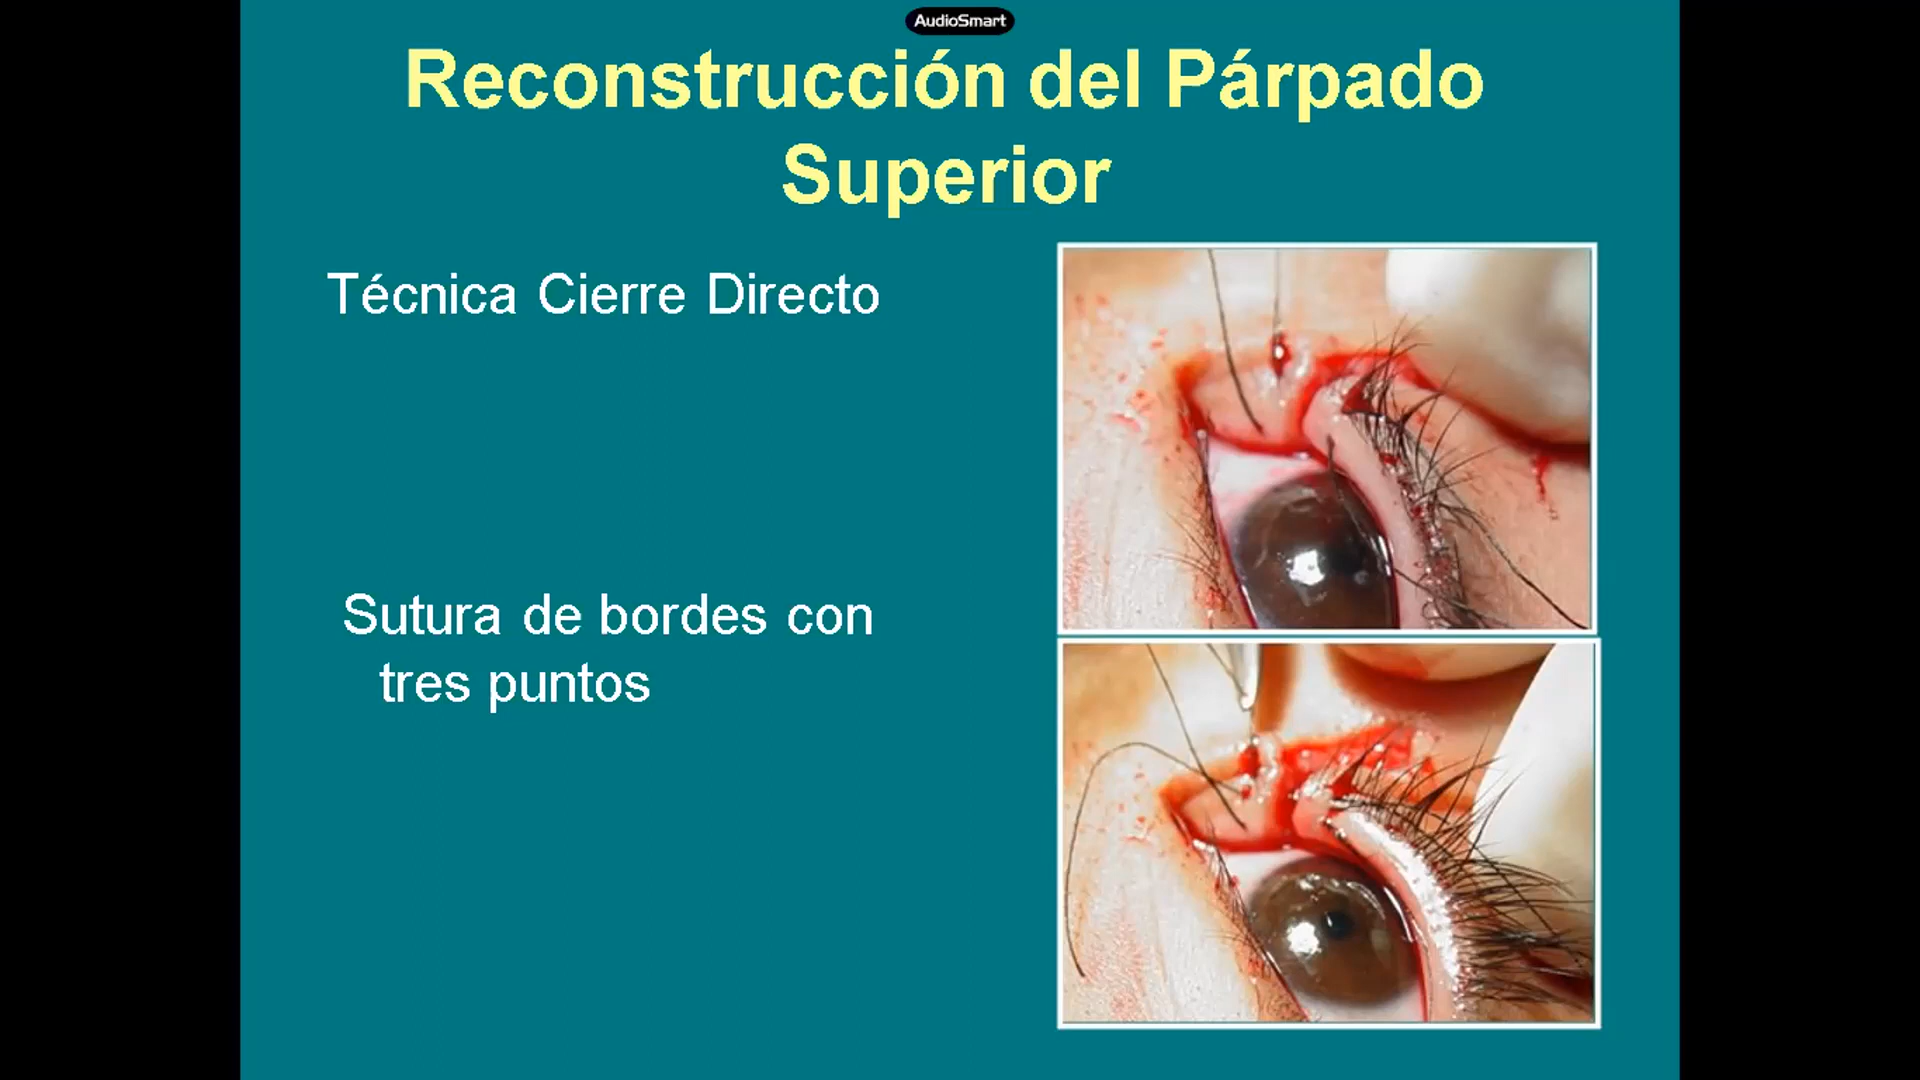 AudioSmart
Reconstrucción del Párpado
Superior
Técnica Cierre Directo
Sutura de bordes con
tres puntos